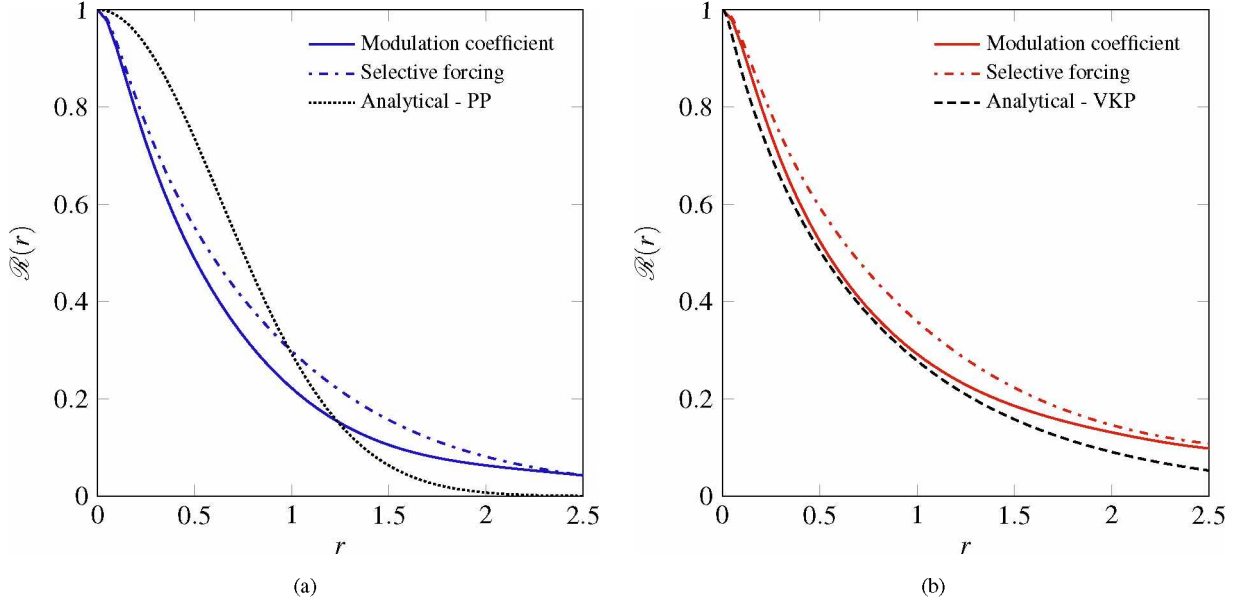 1
0.8
0.6
0.4
0.2
0
ℛ(r)
Modulation coefficient
Selective forcing
Analytical - PP
0 0.5 1 1.5 2 2.5
r
(a)
1
0.8
0.6
0.4
0.2
0
ℛ(r)
Modulation coefficient
Selective forcing
Analytical - VKP
0 0.5 1 1.5 2 2.5
r
(b)